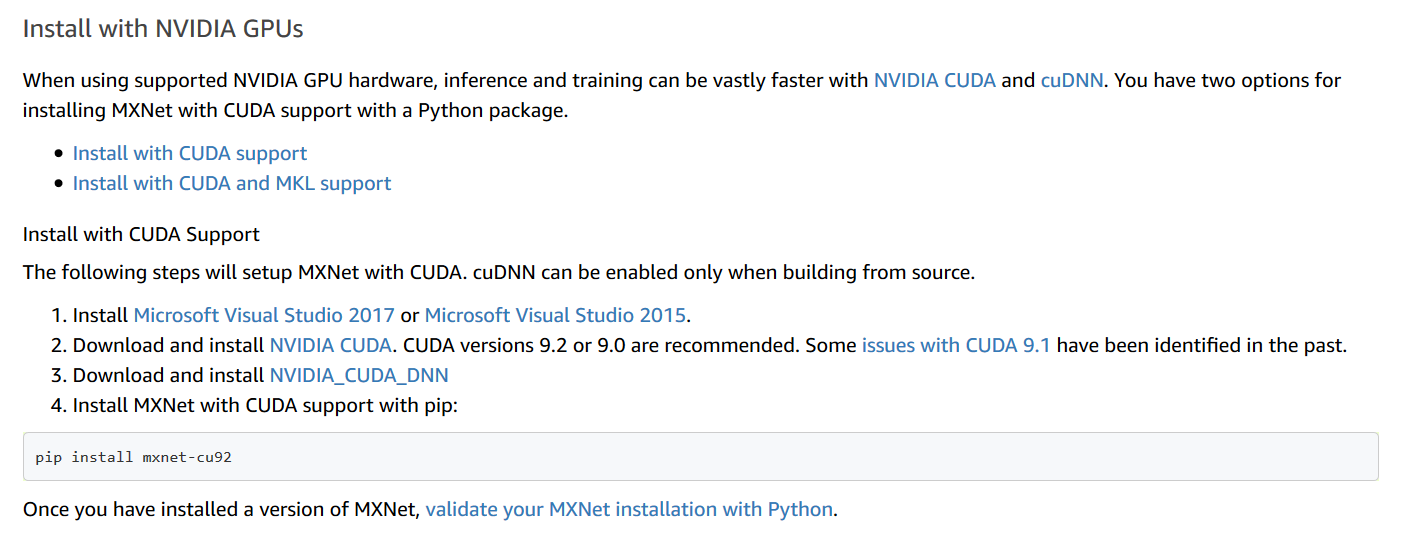 Install with NVIDIA GPUs
When using supported NVIDIA GPU hardware, inference and training can be vastly faster with NVIDIA CUDA and cuDNN. You have two options for
installing MXNet with CUDA support with a Python package.
• Install with CUDA support
• Install with CUDA and MKL support
Install with CUDA Support
The following steps will setup MXNet with CUDA. cuDNN can be enabled only when building from source.
1. Install Microsoft Visual Studio 2017 or Microsoft Visual Studio 2015.
2. Download and install NVIDIA CUDA. CUDA versions 9.2 or 9.0 are recommended. Some issues with CUDA 9.1 have been identified in the past.
3. Download and install NVIDIA_CUDA_DNN
4. Install MXNet with CUDA support with pip:
pip install mxnet-cu92
Once you have installed a version of MXNet, validate your MXNet installation with Python.